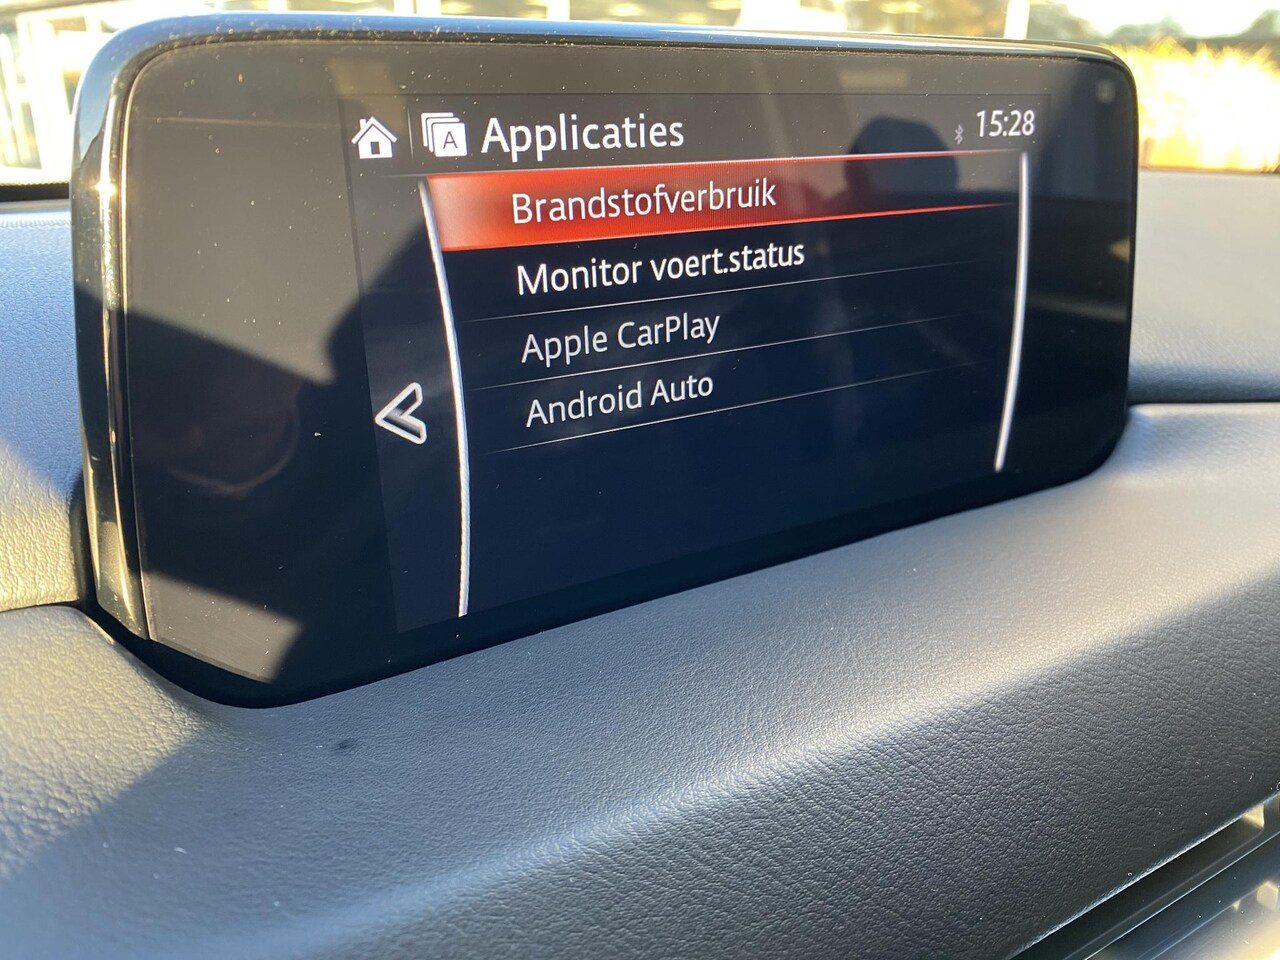 A Applicaties 15:28
Brandstofverbruik
Monitor voert.status
Apple CarPlay
Android Auto